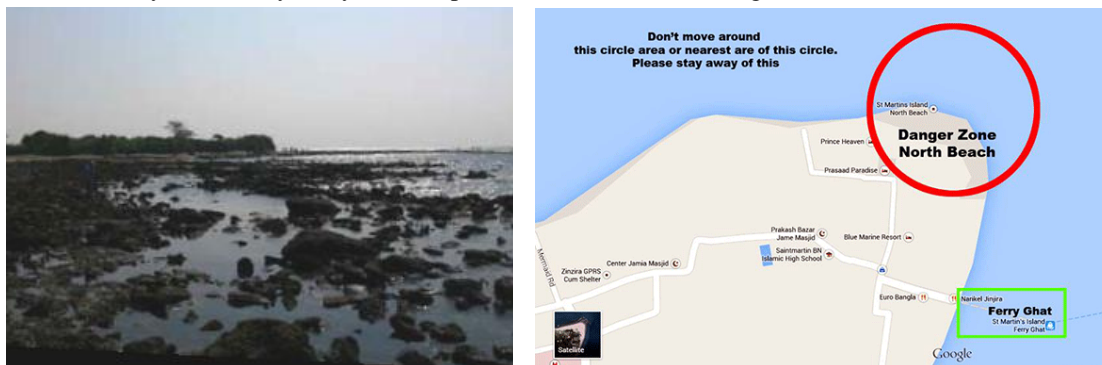 Don't move around
this circle area or nearest are of this circle.
Please stay away of this
St Martins Island
North Beach
Danger Zone
North Beach
Prince Heaven
Prasaad Paradise
Prakash Bazar
Jame Masjid
Blue Marine Resort
Saintmartin BN
Islamic High School
Center Jamia Masjid
Mermaid Rd
Zinzira GPRS
Cum Shelter
Euro Bangla
Narikel Jinjira
Ferry Ghat
St Martin's Island
Ferry Ghat
Satellite
Google